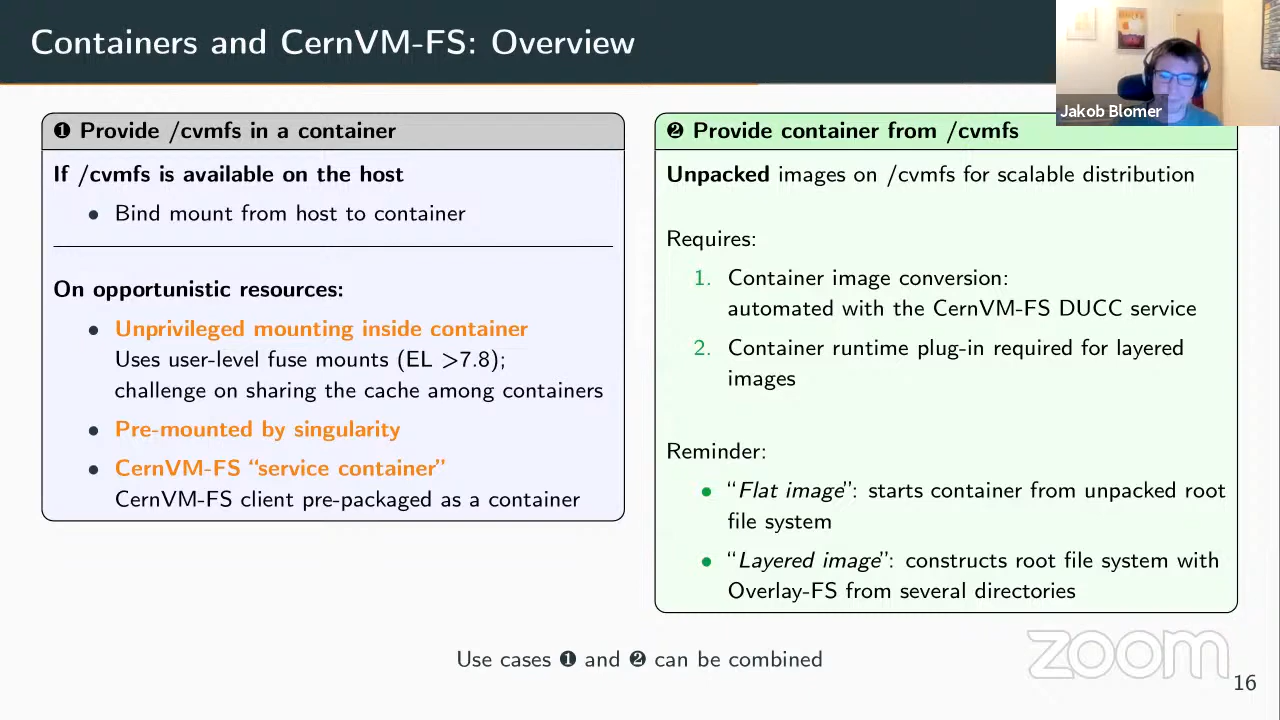 Containers and CernVM-FS: Overview
Jakob Blomer
❶ Provide /cvmfs in a container
If /cvmfs is available on the host
• Bind mount from host to container
On opportunistic resources:
• Unprivileged mounting inside container
Uses user-level fuse mounts (EL >7.8);
challenge on sharing the cache among containers
• Pre-mounted by singularity
• CernVM-FS “service container”
CernVM-FS client pre-packaged as a container
❷ Provide container from /cvmfs
Unpacked images on /cvmfs for scalable distribution
Requires:
1. Container image conversion:
automated with the CernVM-FS DUCC service
2. Container runtime plug-in required for layered
images
Reminder:
• “Flat image”: starts container from unpacked root
file system
• “Layered image”: constructs root file system with
Overlay-FS from several directories
Use cases ❶ and ❷ can be combined
zoom
16